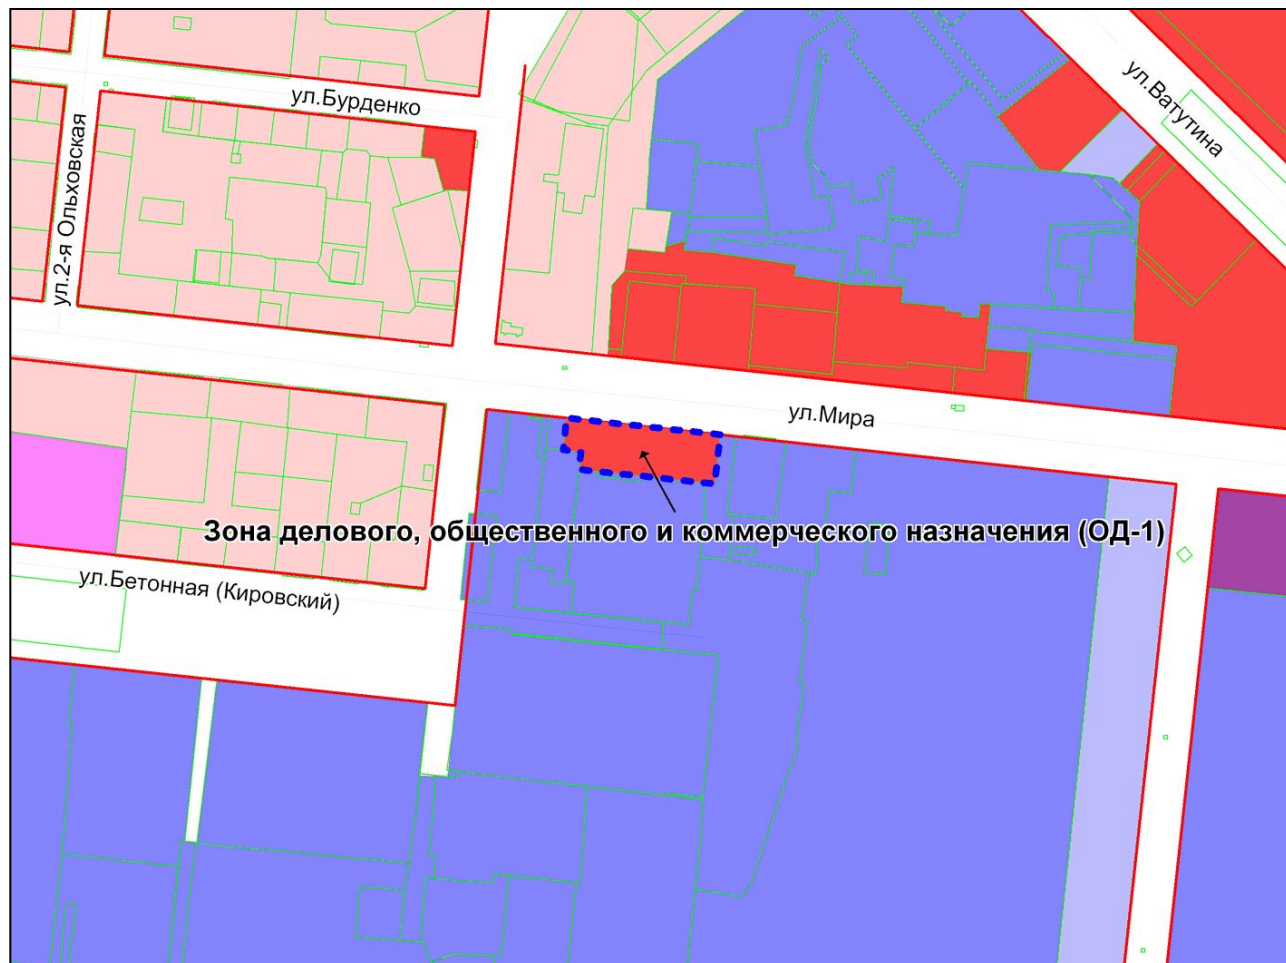 ул.Бурденко
ул.Ватутина
ул.2-я Ольховская
ул.Мира
Зона делового, общественного и коммерческого назначения (ОД-1)
ул.Бетонная (Кировский)